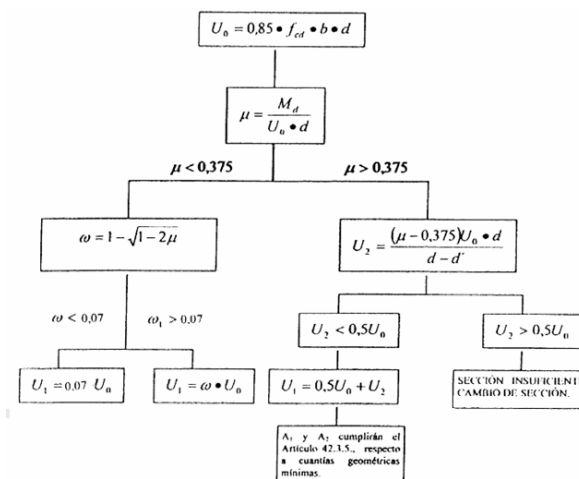 U₀ = 0,85 • f_cd • b • d
μ = M_d / (U₀ • d)
μ < 0,375
μ > 0,375
ω = 1 − √(1 − 2μ)
U₂ = (μ − 0,375)U₀ • d / (d − d')
ω < 0,07
ω₁ > 0,07
U₂ < 0,5U₀
U₂ > 0,5U₀
U₁ = 0.07 U₀
U₁ = ω • U₀
U₁ = 0,5U₀ + U₂
SECCIÓN INSUFICIENTE
CAMBIO DE SECCIÓN.
A₁ y A₂ cumplirán el
Artículo 42.3.5., respecto
a cuantías geométricas
mínimas.